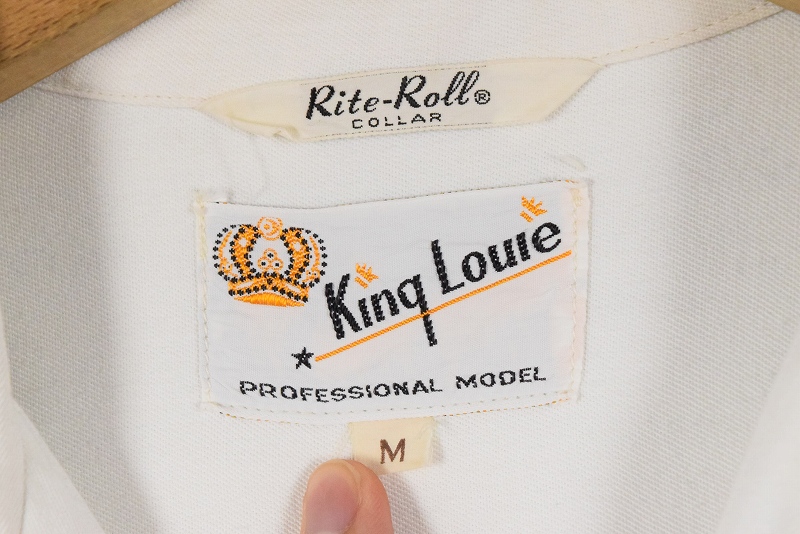 Rite-Roll®
COLLAR
King Louie
PROFESSIONAL MODEL
M